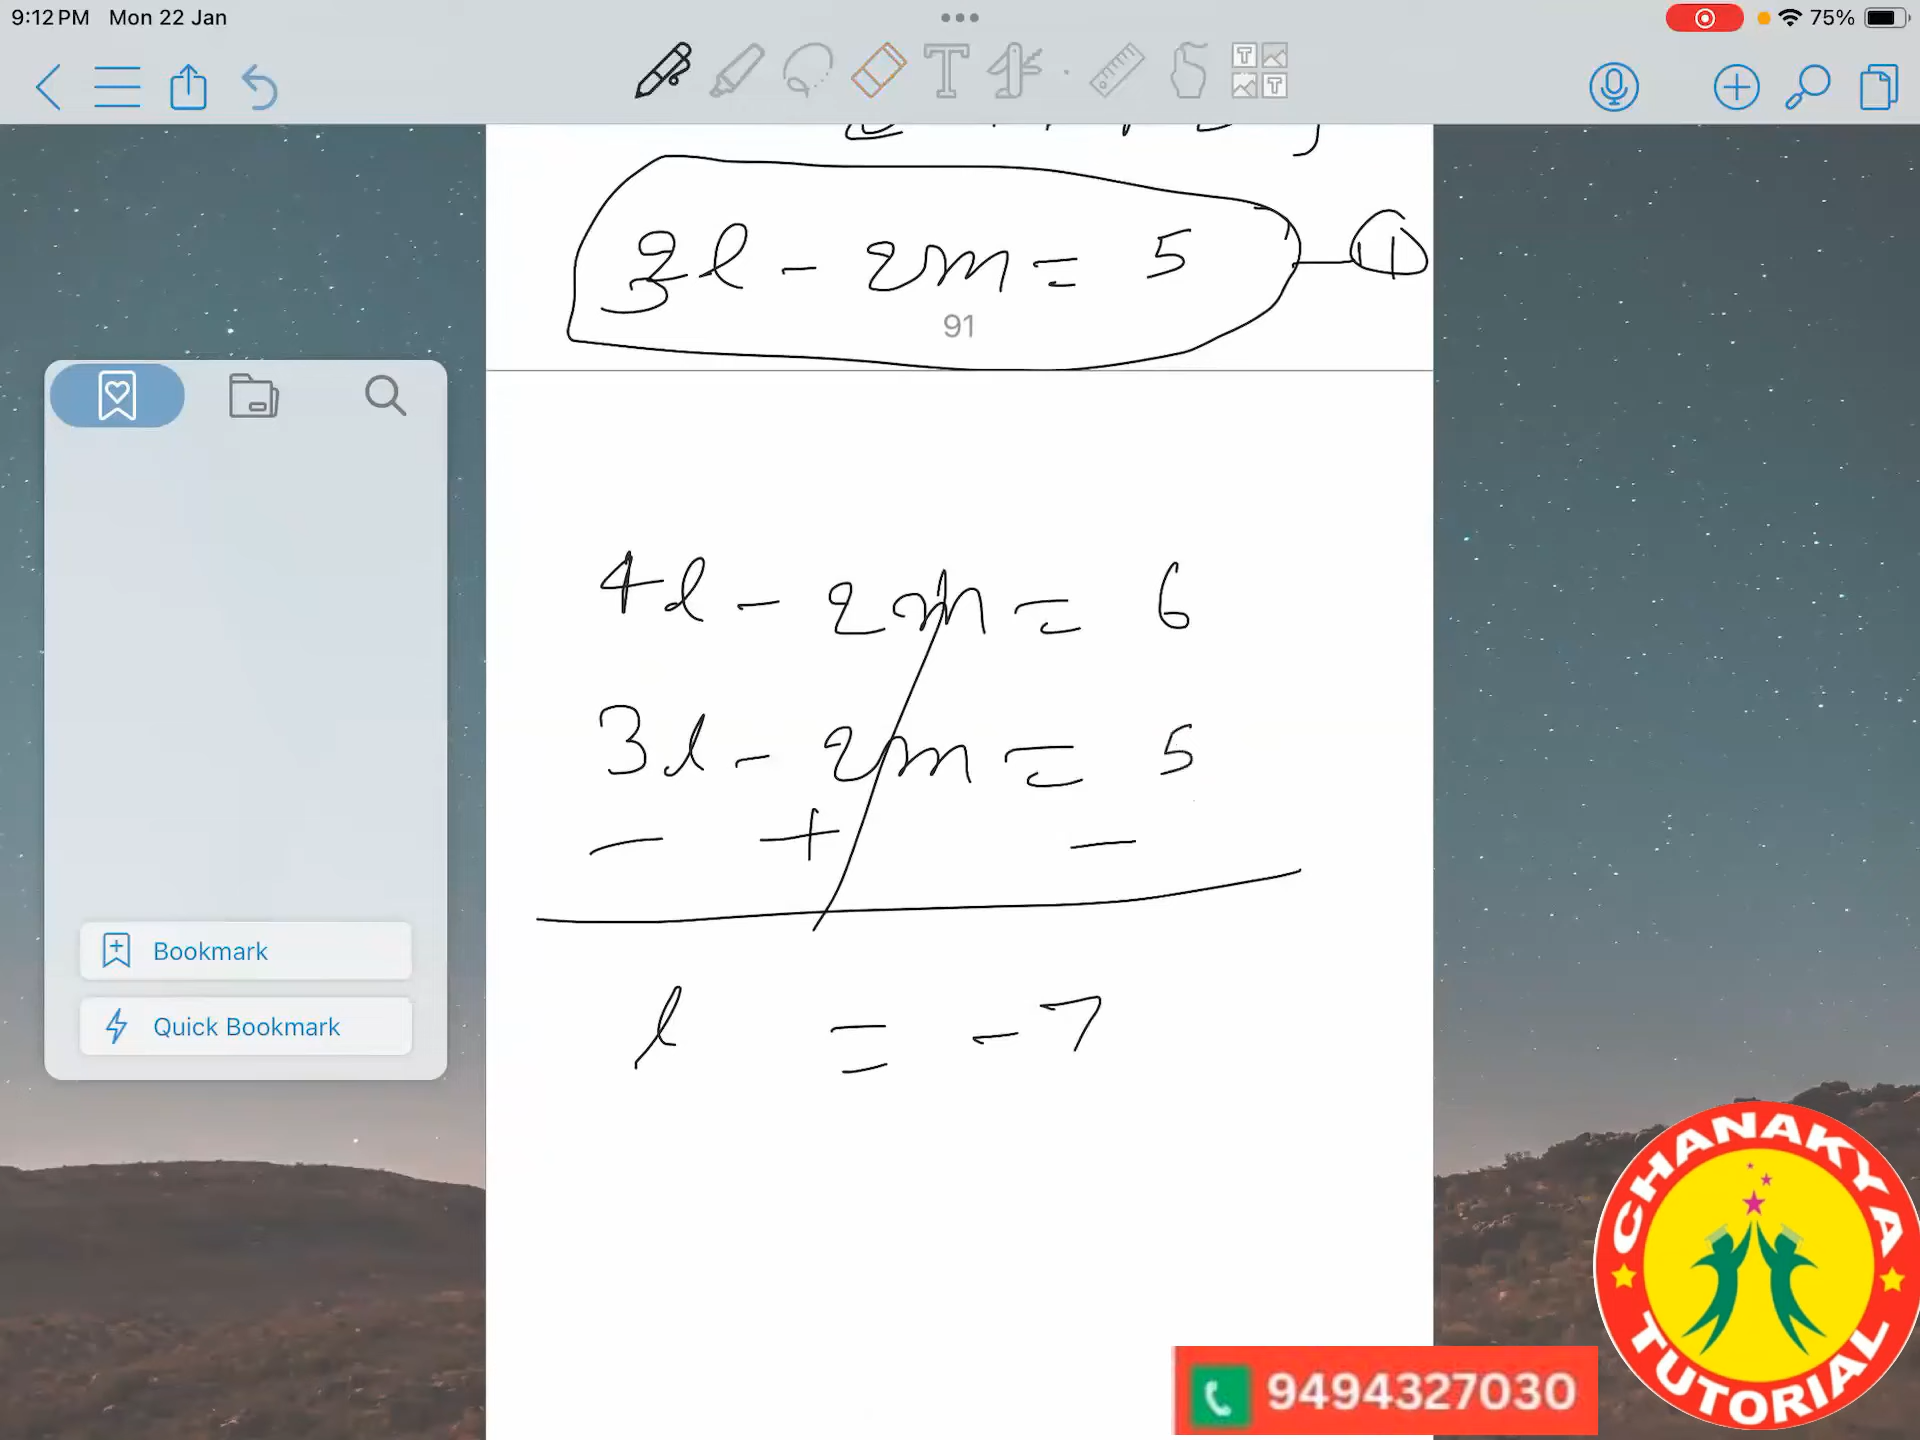 9:12 PM Mon 22 Jan
75%
3l - 2m = 5 - 11
91
4l - 2m = 6
3l - 2m = 5
- + -
l = -7
Bookmark
Quick Bookmark
CHANAKYA
TUTORIAL
9494327030